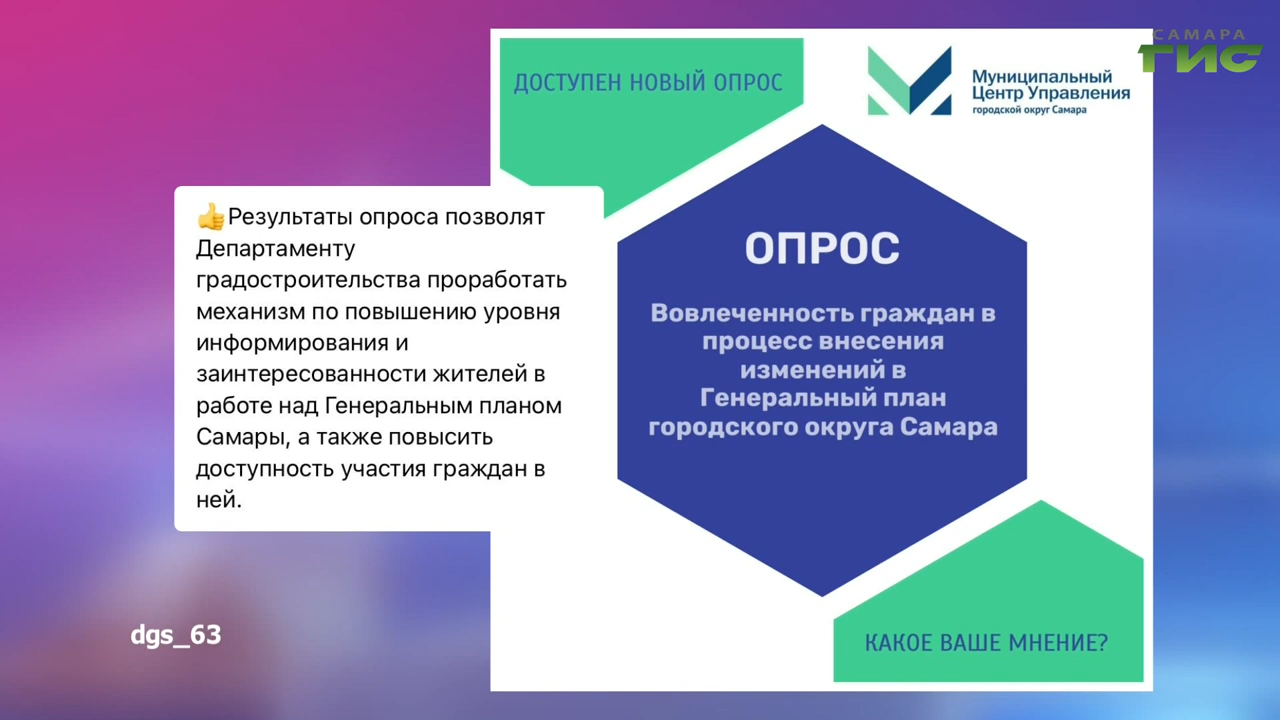 САМАРА
ГИС
ДОСТУПЕН НОВЫЙ ОПРОС
Муниципальный
Центр Управления
городской округ Самара
👍Результаты опроса позволят
Департаменту
градостроительства проработать
механизм по повышению уровня
информирования и
заинтересованности жителей в
работе над Генеральным планом
Самары, а также повысить
доступность участия граждан в
ней.
ОПРОС
Вовлеченность граждан в
процесс внесения
изменений в
Генеральный план
городского округа Самара
dgs_63
КАКОЕ ВАШЕ МНЕНИЕ?